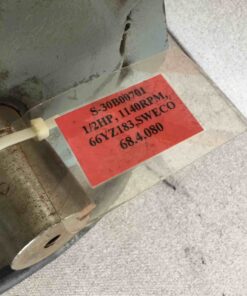 S-30B00701
1/2HP, 1140RPM,
66YZ183,SWECO
68.4.080